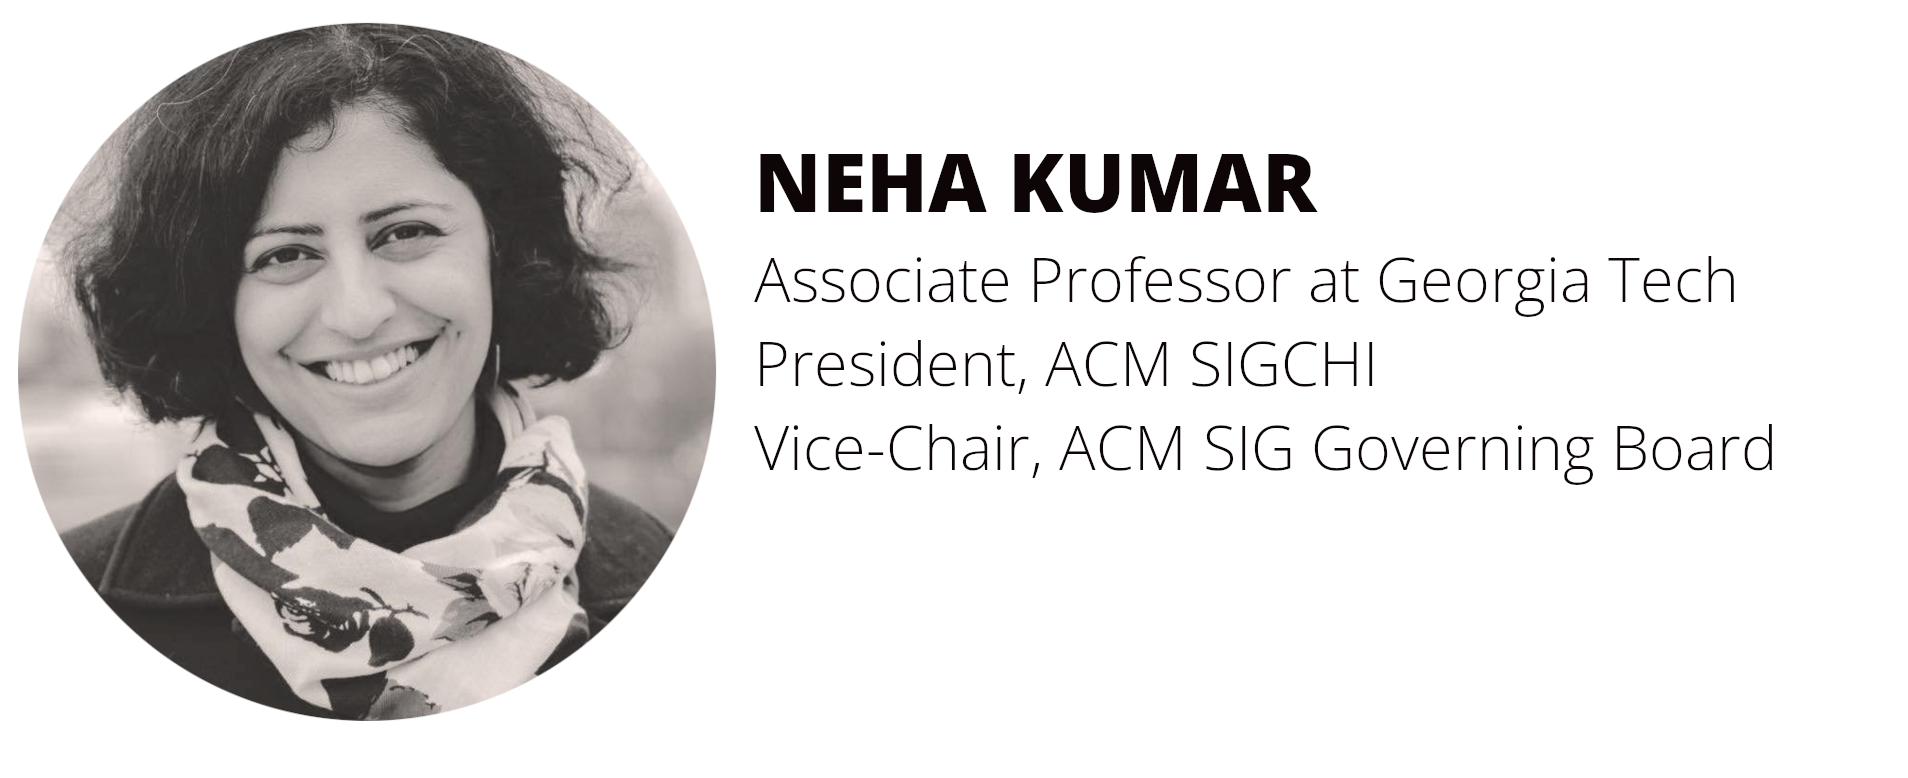 NEHA KUMAR
Associate Professor at Georgia Tech
President, ACM SIGCHI
Vice-Chair, ACM SIG Governing Board